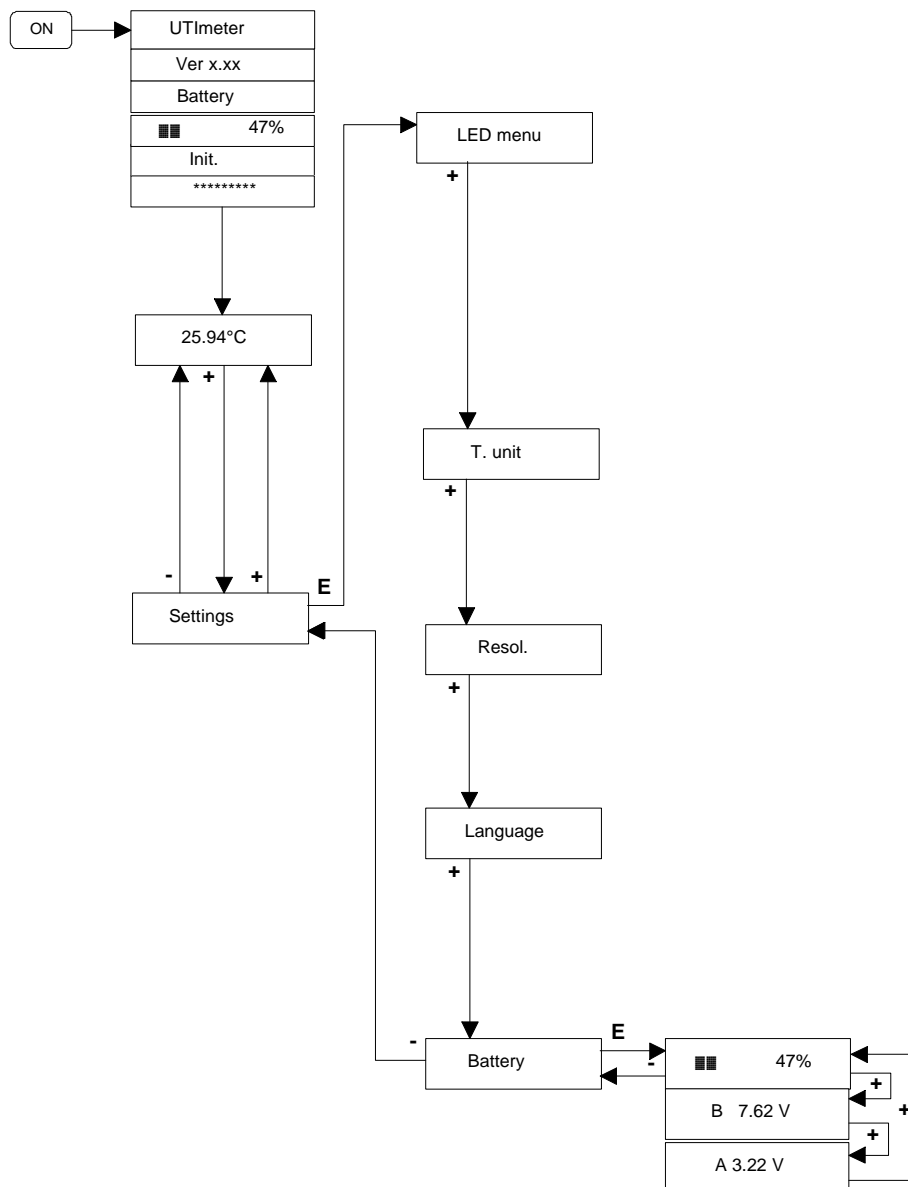 ON
UTImeter
Ver x.xx
Battery
47%
Init.
*********
LED menu
+
25.94°C
+
T. unit
+
-
+
E
Settings
Resol.
+
Language
+
-
Battery
E
-
47%
+
B 7.62 V
+
+
A 3.22 V